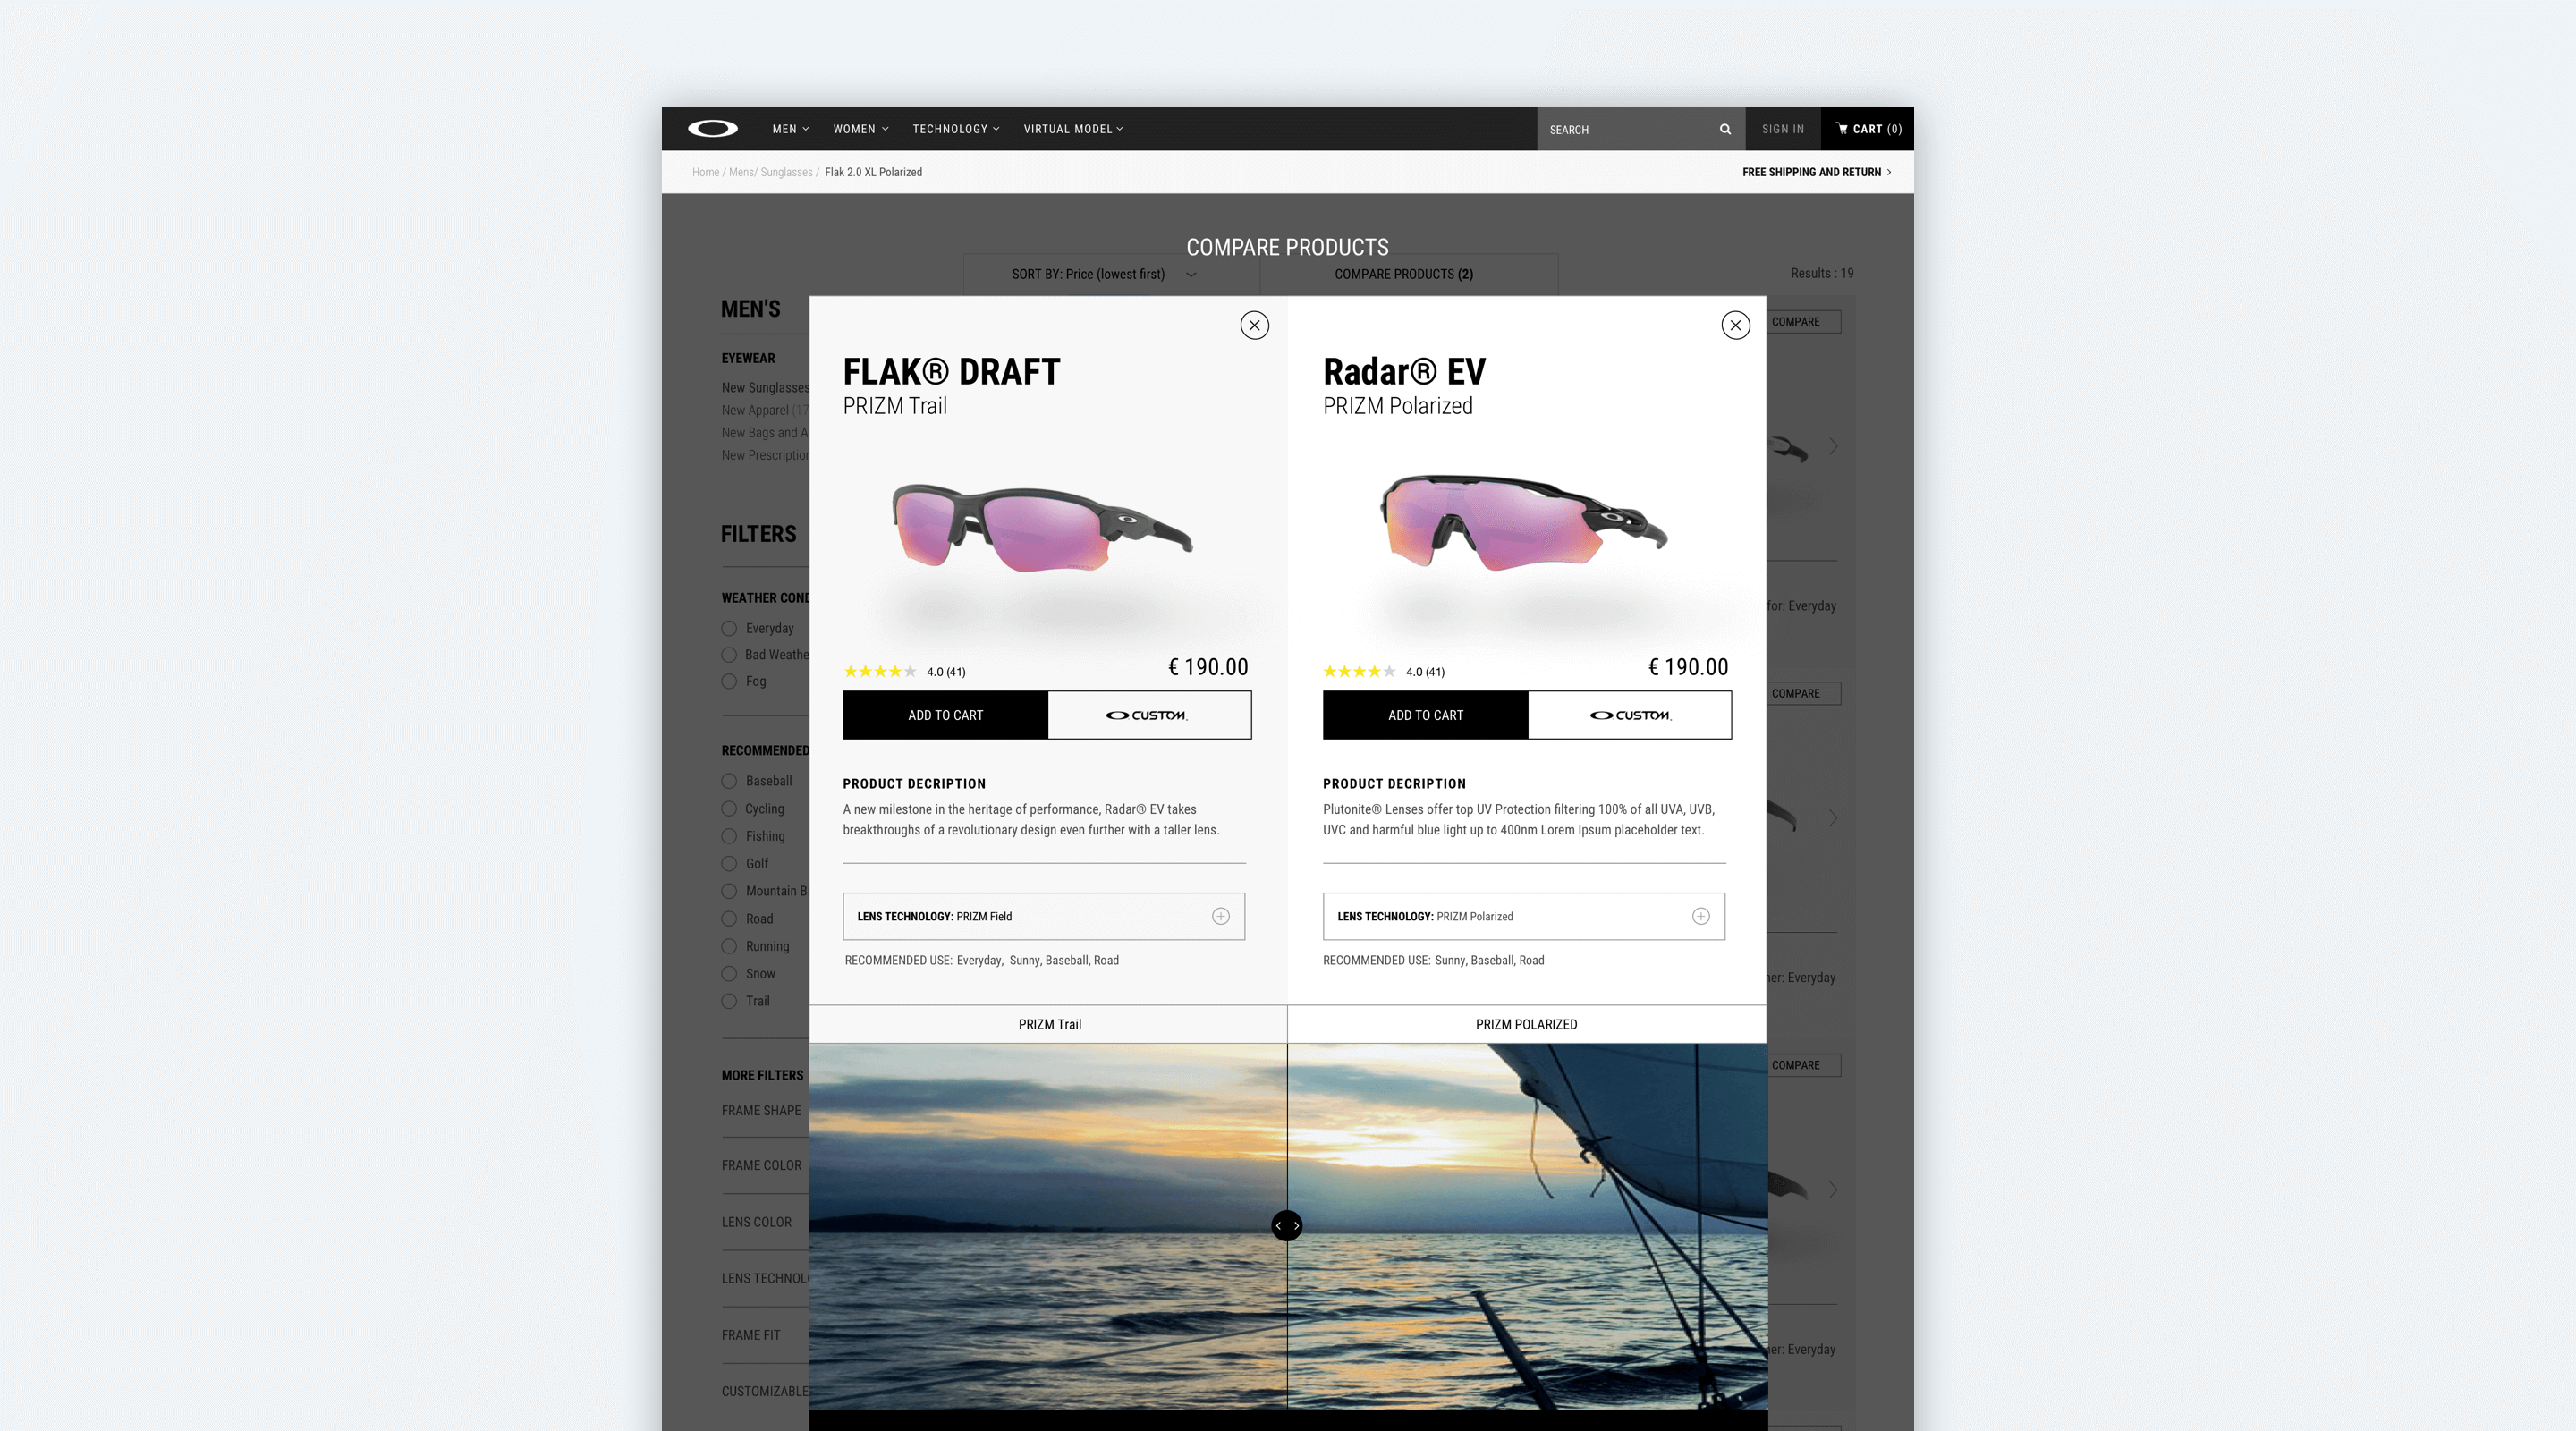 MEN
WOMEN
TECHNOLOGY
VIRTUAL MODEL
SEARCH
SIGN IN
CART (0)
Home / Mens/ Sunglasses / Flak 2.0 XL Polarized
FREE SHIPPING AND RETURN
COMPARE PRODUCTS
SORT BY: Price (lowest first)
COMPARE PRODUCTS (2)
Results : 19
MEN'S
EYEWEAR
New Sunglasses
New Apparel (17
New Bags and A
New Prescription
FILTERS
WEATHER COND
Everyday
Bad Weathe
Fog
RECOMMENDED
Baseball
Cycling
Fishing
Golf
Mountain B
Road
Running
Snow
Trail
MORE FILTERS
FRAME SHAPE
FRAME COLOR
LENS COLOR
LENS TECHNOLO
FRAME FIT
CUSTOMIZABLE
FLAK® DRAFT
PRIZM Trail
4.0 (41)
€ 190.00
ADD TO CART
CUSTOM
PRODUCT DECRIPTION
A new milestone in the heritage of performance, Radar® EV takes
breakthroughs of a revolutionary design even further with a taller lens.
LENS TECHNOLOGY: PRIZM Field
RECOMMENDED USE: Everyday, Sunny, Baseball, Road
Radar® EV
PRIZM Polarized
4.0 (41)
€ 190.00
ADD TO CART
CUSTOM
PRODUCT DECRIPTION
Plutonite® Lenses offer top UV Protection filtering 100% of all UVA, UVB,
UVC and harmful blue light up to 400nm Lorem Ipsum placeholder text.
LENS TECHNOLOGY: PRIZM Polarized
RECOMMENDED USE: Sunny, Baseball, Road
PRIZM Trail
PRIZM POLARIZED
COMPARE
for: Everyday
COMPARE
her: Everyday
COMPARE
her: Everyday